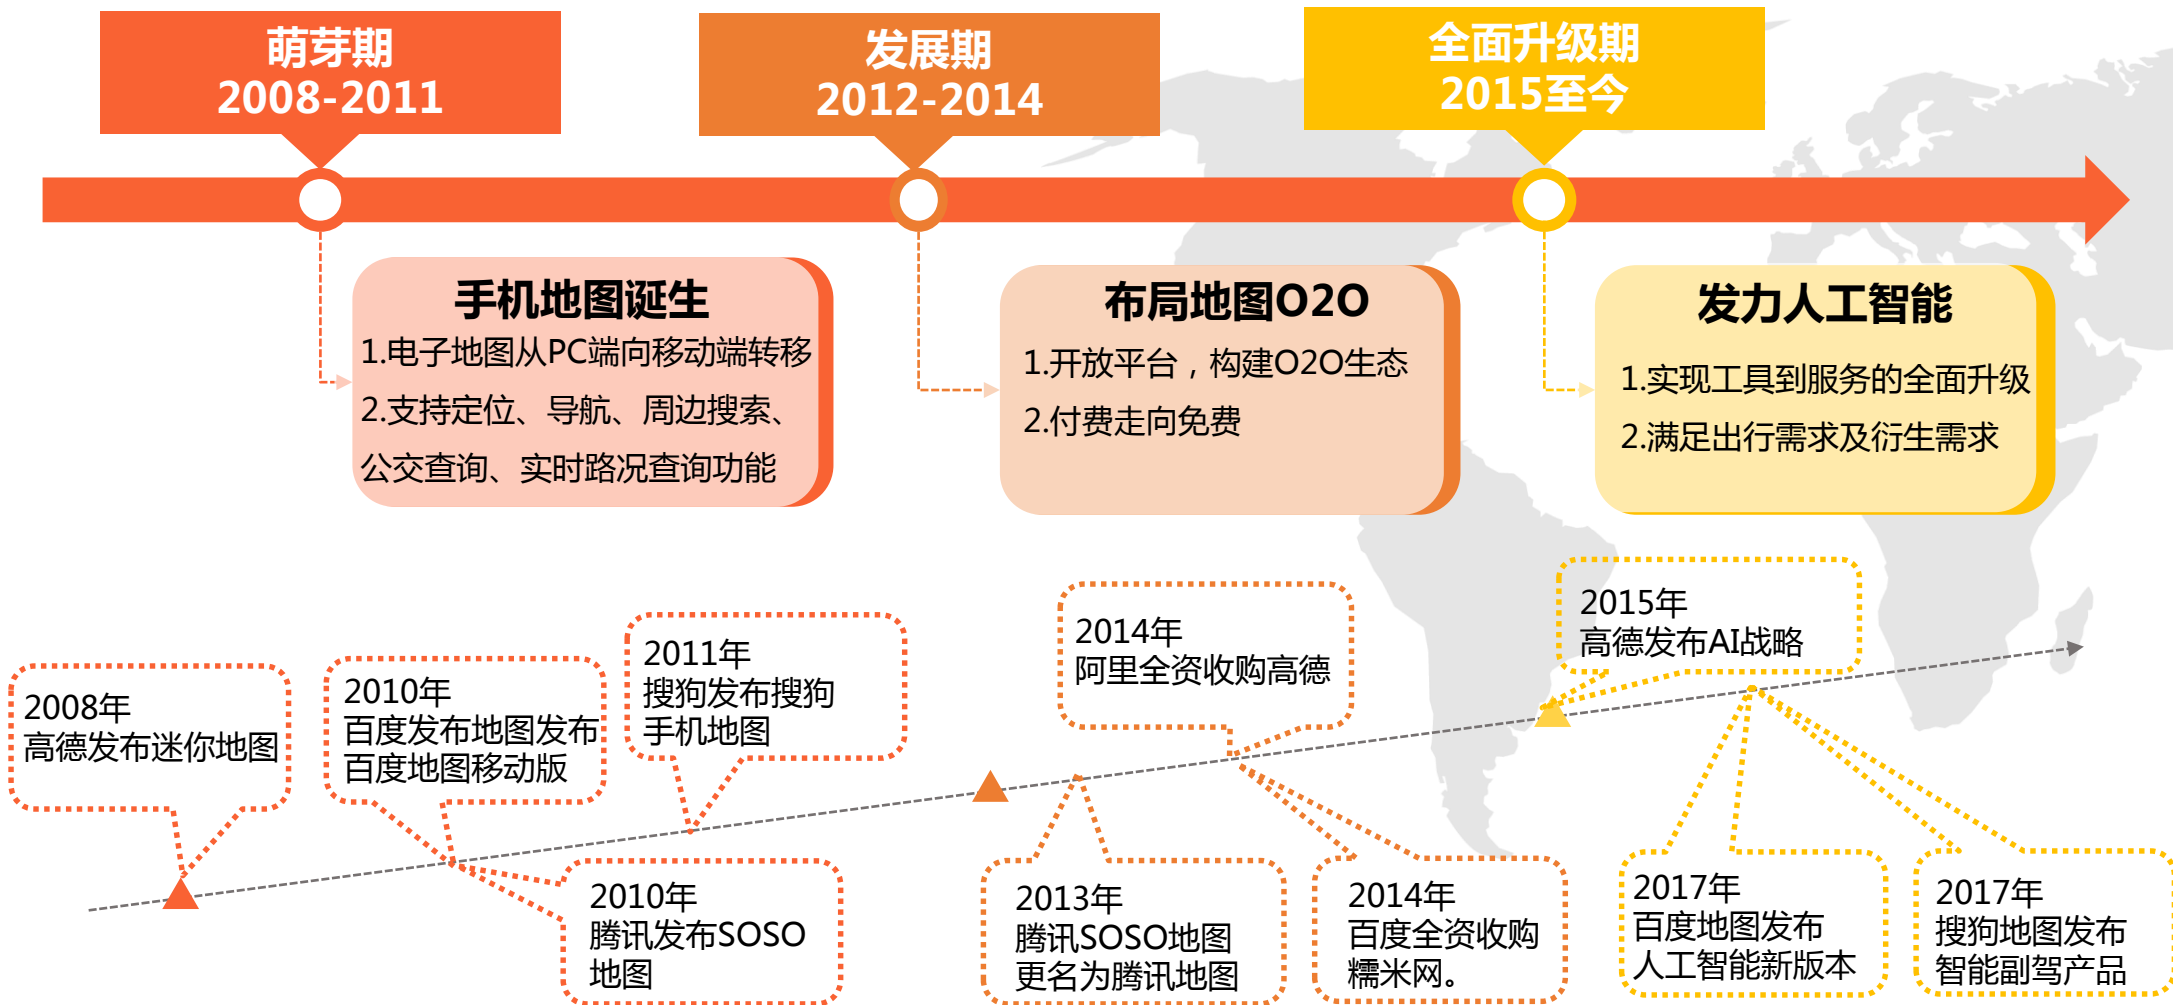 萌芽期
2008-2011
发展期
2012-2014
全面升级期
2015至今
手机地图诞生
1.电子地图从PC端向移动端转移
2.支持定位、导航、周边搜索、
公交查询、实时路况查询功能
布局地图O2O
1.开放平台，构建O2O生态
2.付费走向免费
发力人工智能
1.实现工具到服务的全面升级
2.满足出行需求及衍生需求
2008年
高德发布迷你地图
2010年
百度发布地图发布
百度地图移动版
2011年
搜狗发布搜狗
手机地图
2014年
阿里全资收购高德
2015年
高德发布AI战略
2010年
腾讯发布SOSO
地图
2013年
腾讯SOSO地图
更名为腾讯地图
2014年
百度全资收购
糯米网。
2017年
百度地图发布
人工智能新版本
2017年
搜狗地图发布
智能副驾产品